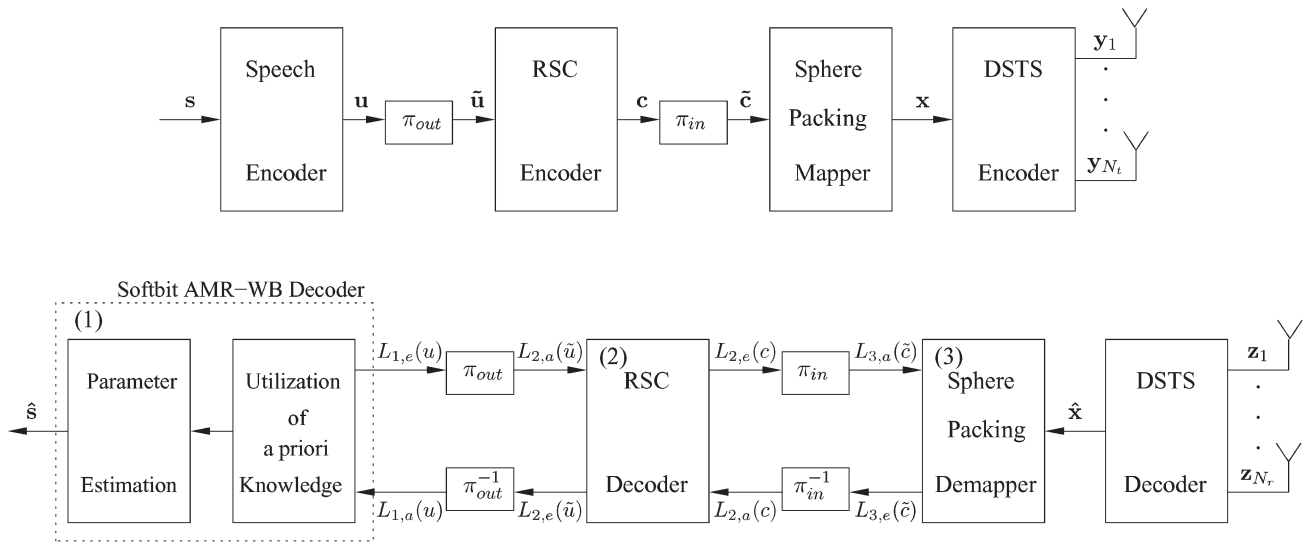 s
Speech
Encoder
u
π_out
ũ
RSC
Encoder
c
π_in
c̃
Sphere
Packing
Mapper
x
DSTS
Encoder
y_1
.
.
.
y_{N_t}
Softbit AMR−WB Decoder
(1)
ŝ
Parameter
Estimation
Utilization
of
a priori
Knowledge
L_{1,e}(u)
π_out
L_{2,a}(ũ)
L_{1,a}(u)
π_out^{-1}
L_{2,e}(ũ)
(2)
RSC
Decoder
L_{2,e}(c)
π_in
L_{3,a}(c̃)
L_{2,a}(c)
π_in^{-1}
L_{3,e}(c̃)
(3)
Sphere
Packing
Demapper
x̂
DSTS
Decoder
z_1
.
.
.
z_{N_r}